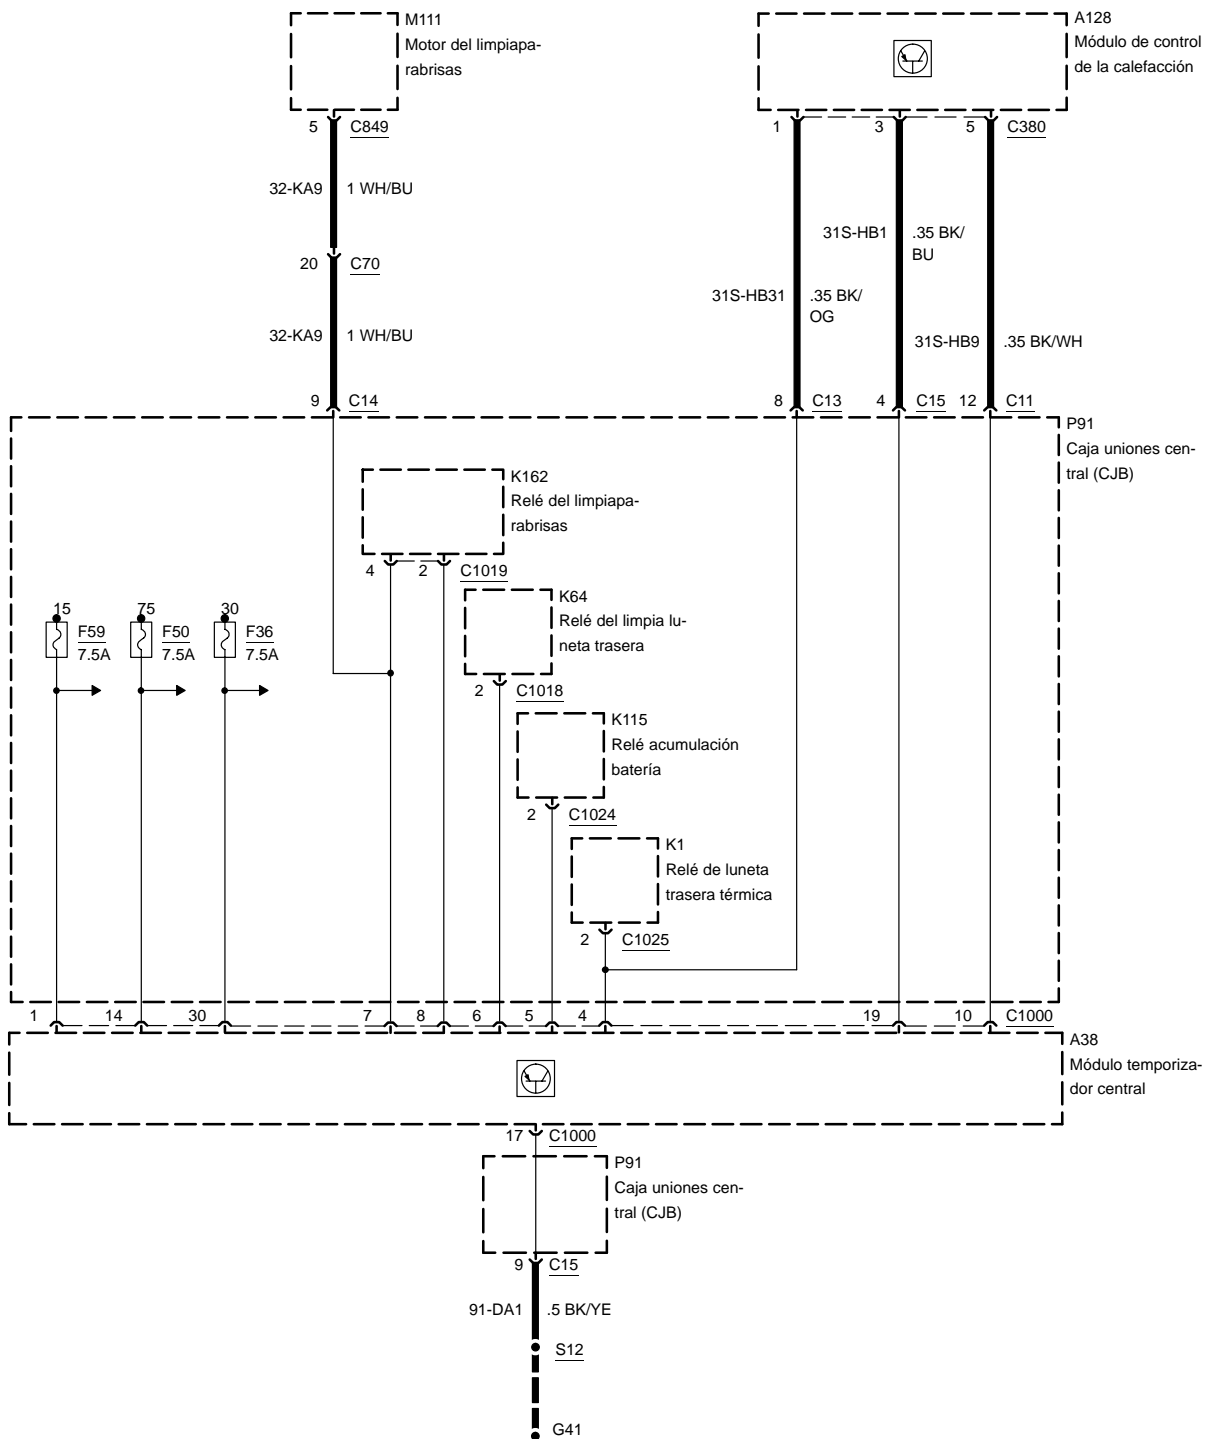 M111
Motor del limpiapa-
rabrisas
A128
Módulo de control
de la calefacción
5 C849
1 3 5 C380
32-KA9 1 WH/BU
31S-HB1 .35 BK/
BU
20 C70
31S-HB31 .35 BK/
OG
32-KA9 1 WH/BU
31S-HB9 .35 BK/WH
9 C14
8 C13 4 C15 12 C11
P91
Caja uniones cen-
tral (CJB)
K162
Relé del limpiapa-
rabrisas
4 2 C1019
K64
Relé del limpia lu-
neta trasera
15 75 30
F59 F50 F36
7.5A 7.5A 7.5A
2 C1018
K115
Relé acumulación
batería
2 C1024
K1
Relé de luneta
trasera térmica
2 C1025
1 14 30 7 8 6 5 4 19 10 C1000
A38
Módulo temporiza-
dor central
17 C1000
P91
Caja uniones cen-
tral (CJB)
9 C15
91-DA1 .5 BK/YE
S12
G41